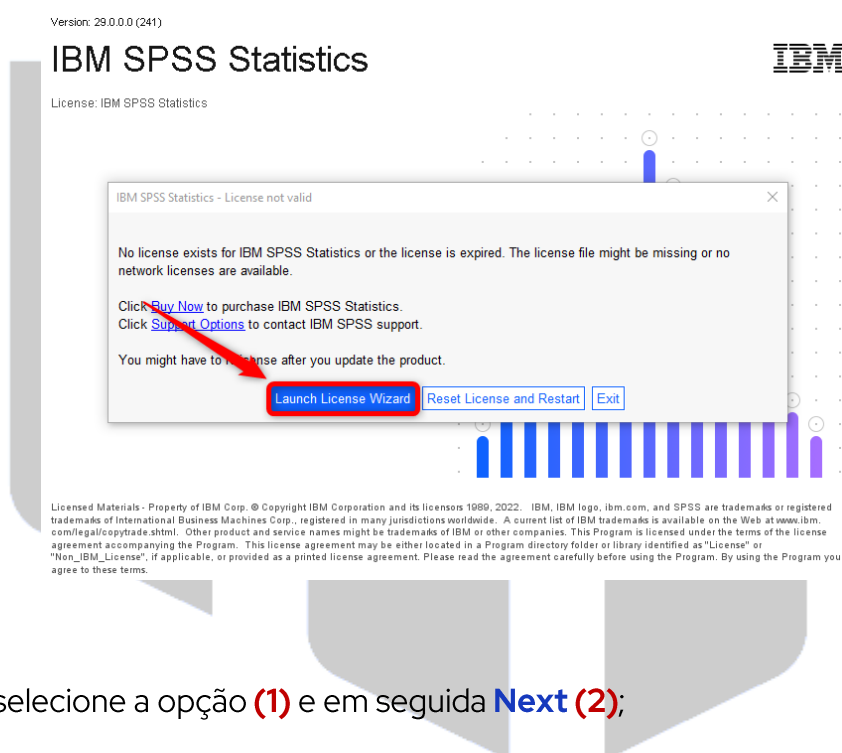 Version: 29.0.0.0 (241)
IBM SPSS Statistics
IBM
License: IBM SPSS Statistics
IBM SPSS Statistics - License not valid
No license exists for IBM SPSS Statistics or the license is expired. The license file might be missing or no
network licenses are available.
Click Buy Now to purchase IBM SPSS Statistics.
Click Support Options to contact IBM SPSS support.
You might have to after you update the product.
Launch License Wizard Reset License and Restart Exit
Licensed Materials - Property of IBM Corp. © Copyright IBM Corporation and its licensors 1989, 2022. IBM, IBM logo, ibm.com, and SPSS are trademarks or registered
trademarks of International Business Machines Corp., registered in many jurisdictions worldwide. A current list of IBM trademarks is available on the Web at www.ibm.
com/legal/copytrade.shtml. Other product and service names might be trademarks of IBM or other companies. This Program is licensed under the terms of the license
agreement accompanying the Program. This license agreement may be either located in a Program directory folder or library identified as "License" or
"Non_IBM_License", if applicable, or provided as a printed license agreement. Please read the agreement carefully before using the Program. By using the Program you
agree to these terms.
selecione a opção (1) e em seguida Next (2);